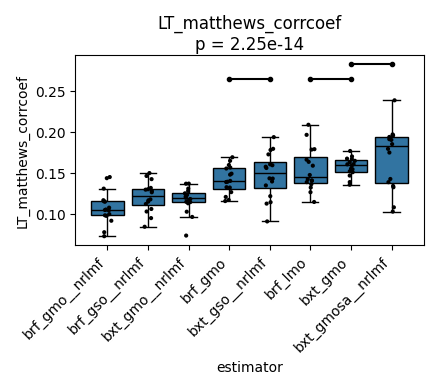 LT_matthews_corrcoef
p = 2.25e-14
LT_matthews_corrcoef
0.25
0.20
0.15
0.10
brf_gmo__nrlmf
brf_gso__nrlmf
bxt_gmo__nrlmf
brf_gmo
bxt_gso__nrlmf
brf_lmo
bxt_gmo
bxt_gmosa__nrlmf
estimator